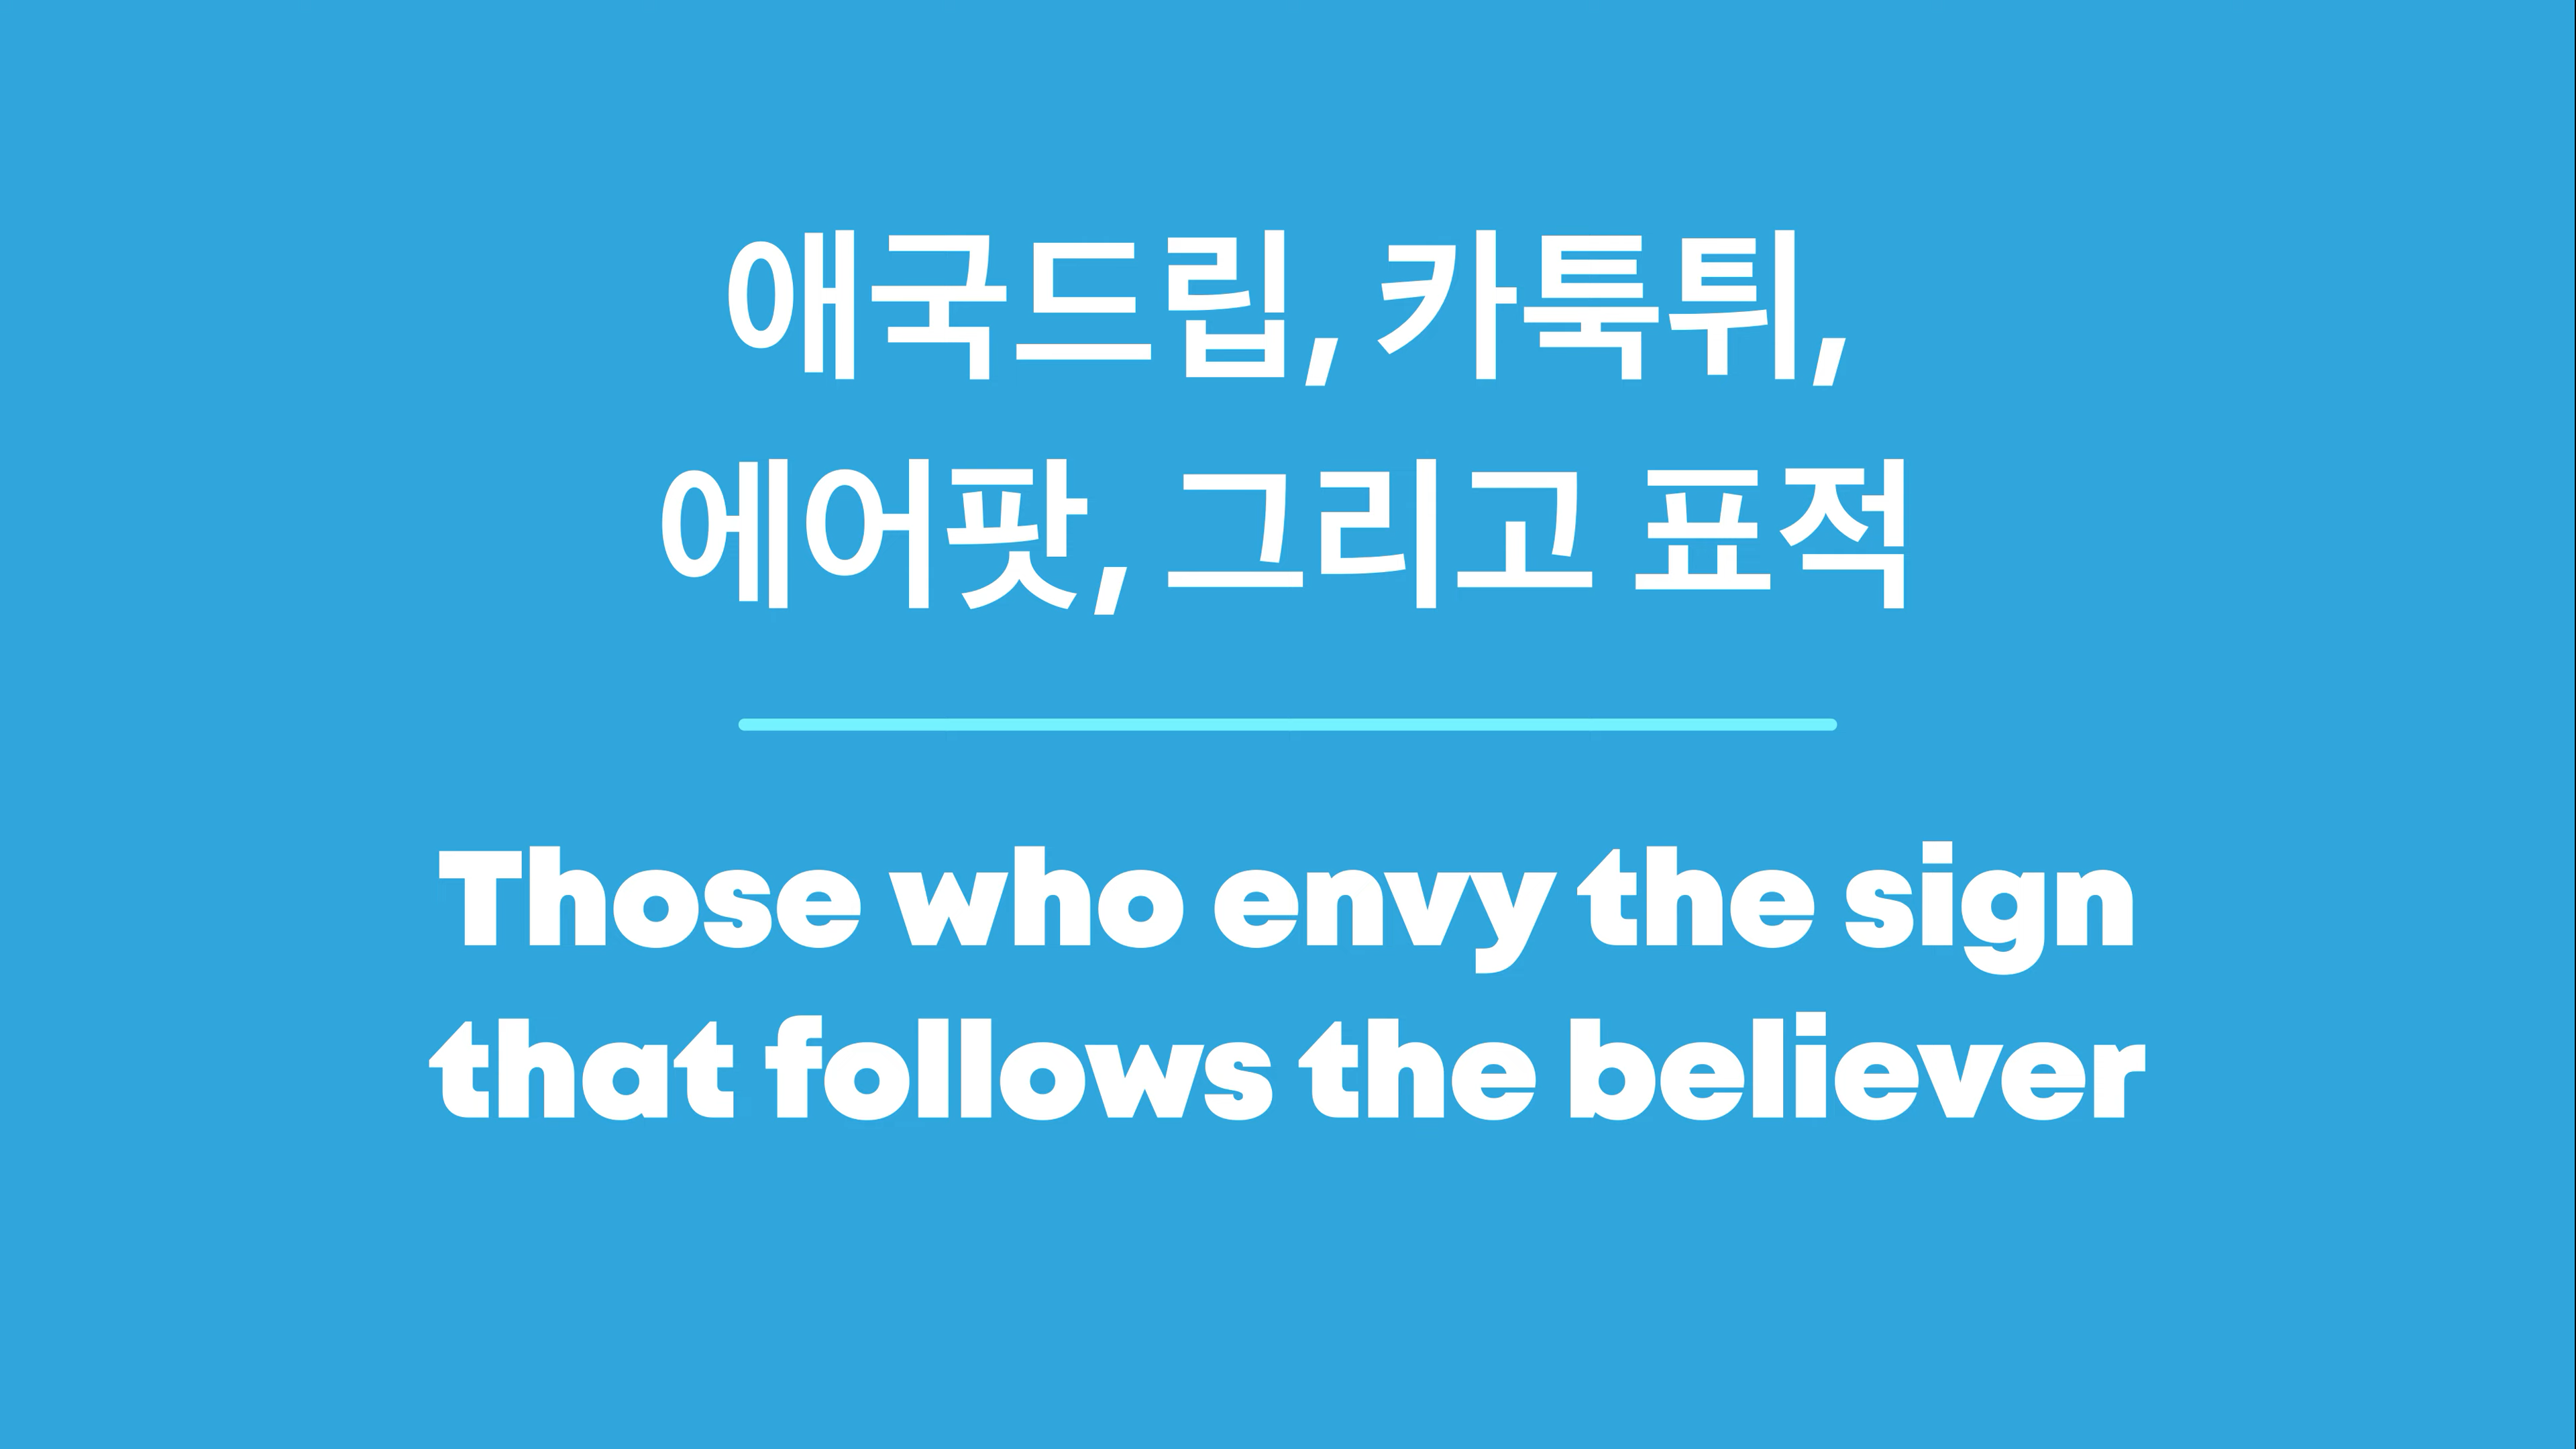 애국드립, 카툭튀,
에어팟, 그리고 표적
Those who envy the sign
that follows the believer